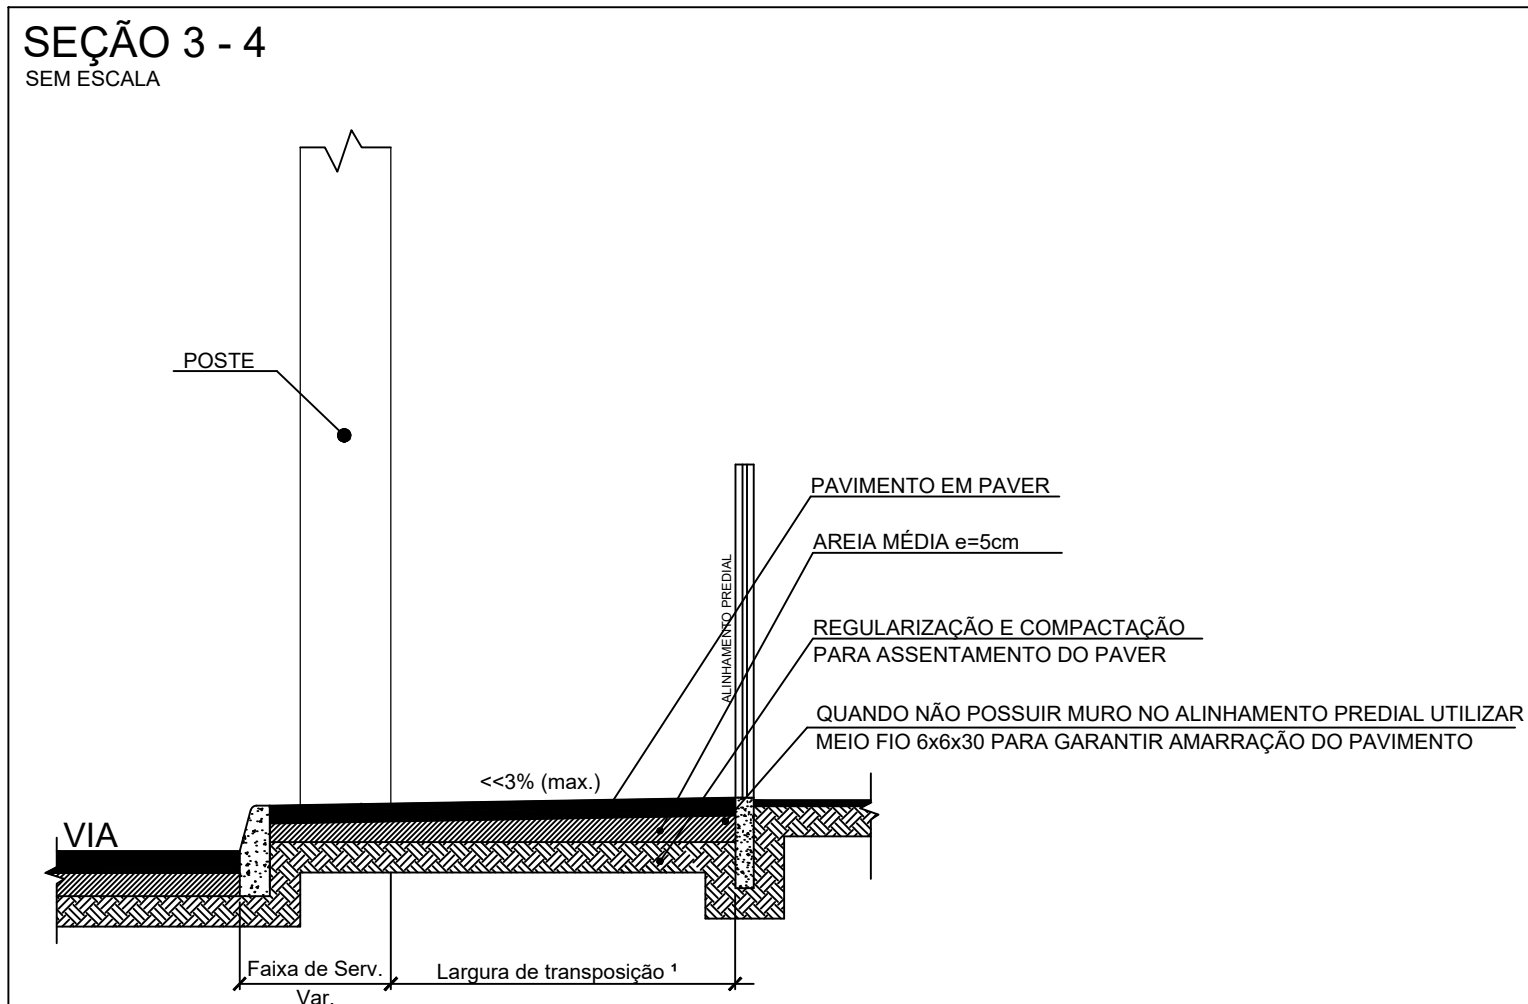 SEÇÃO 3 - 4
SEM ESCALA
POSTE
PAVIMENTO EM PAVER
AREIA MÉDIA e=5cm
ALINHAMENTO PREDIAL
REGULARIZAÇÃO E COMPACTAÇÃO
PARA ASSENTAMENTO DO PAVER
QUANDO NÃO POSSUIR MURO NO ALINHAMENTO PREDIAL UTILIZAR
MEIO FIO 6x6x30 PARA GARANTIR AMARRAÇÃO DO PAVIMENTO
<<3% (max.)
VIA
Faixa de Serv.
Var.
Largura de transposição ¹